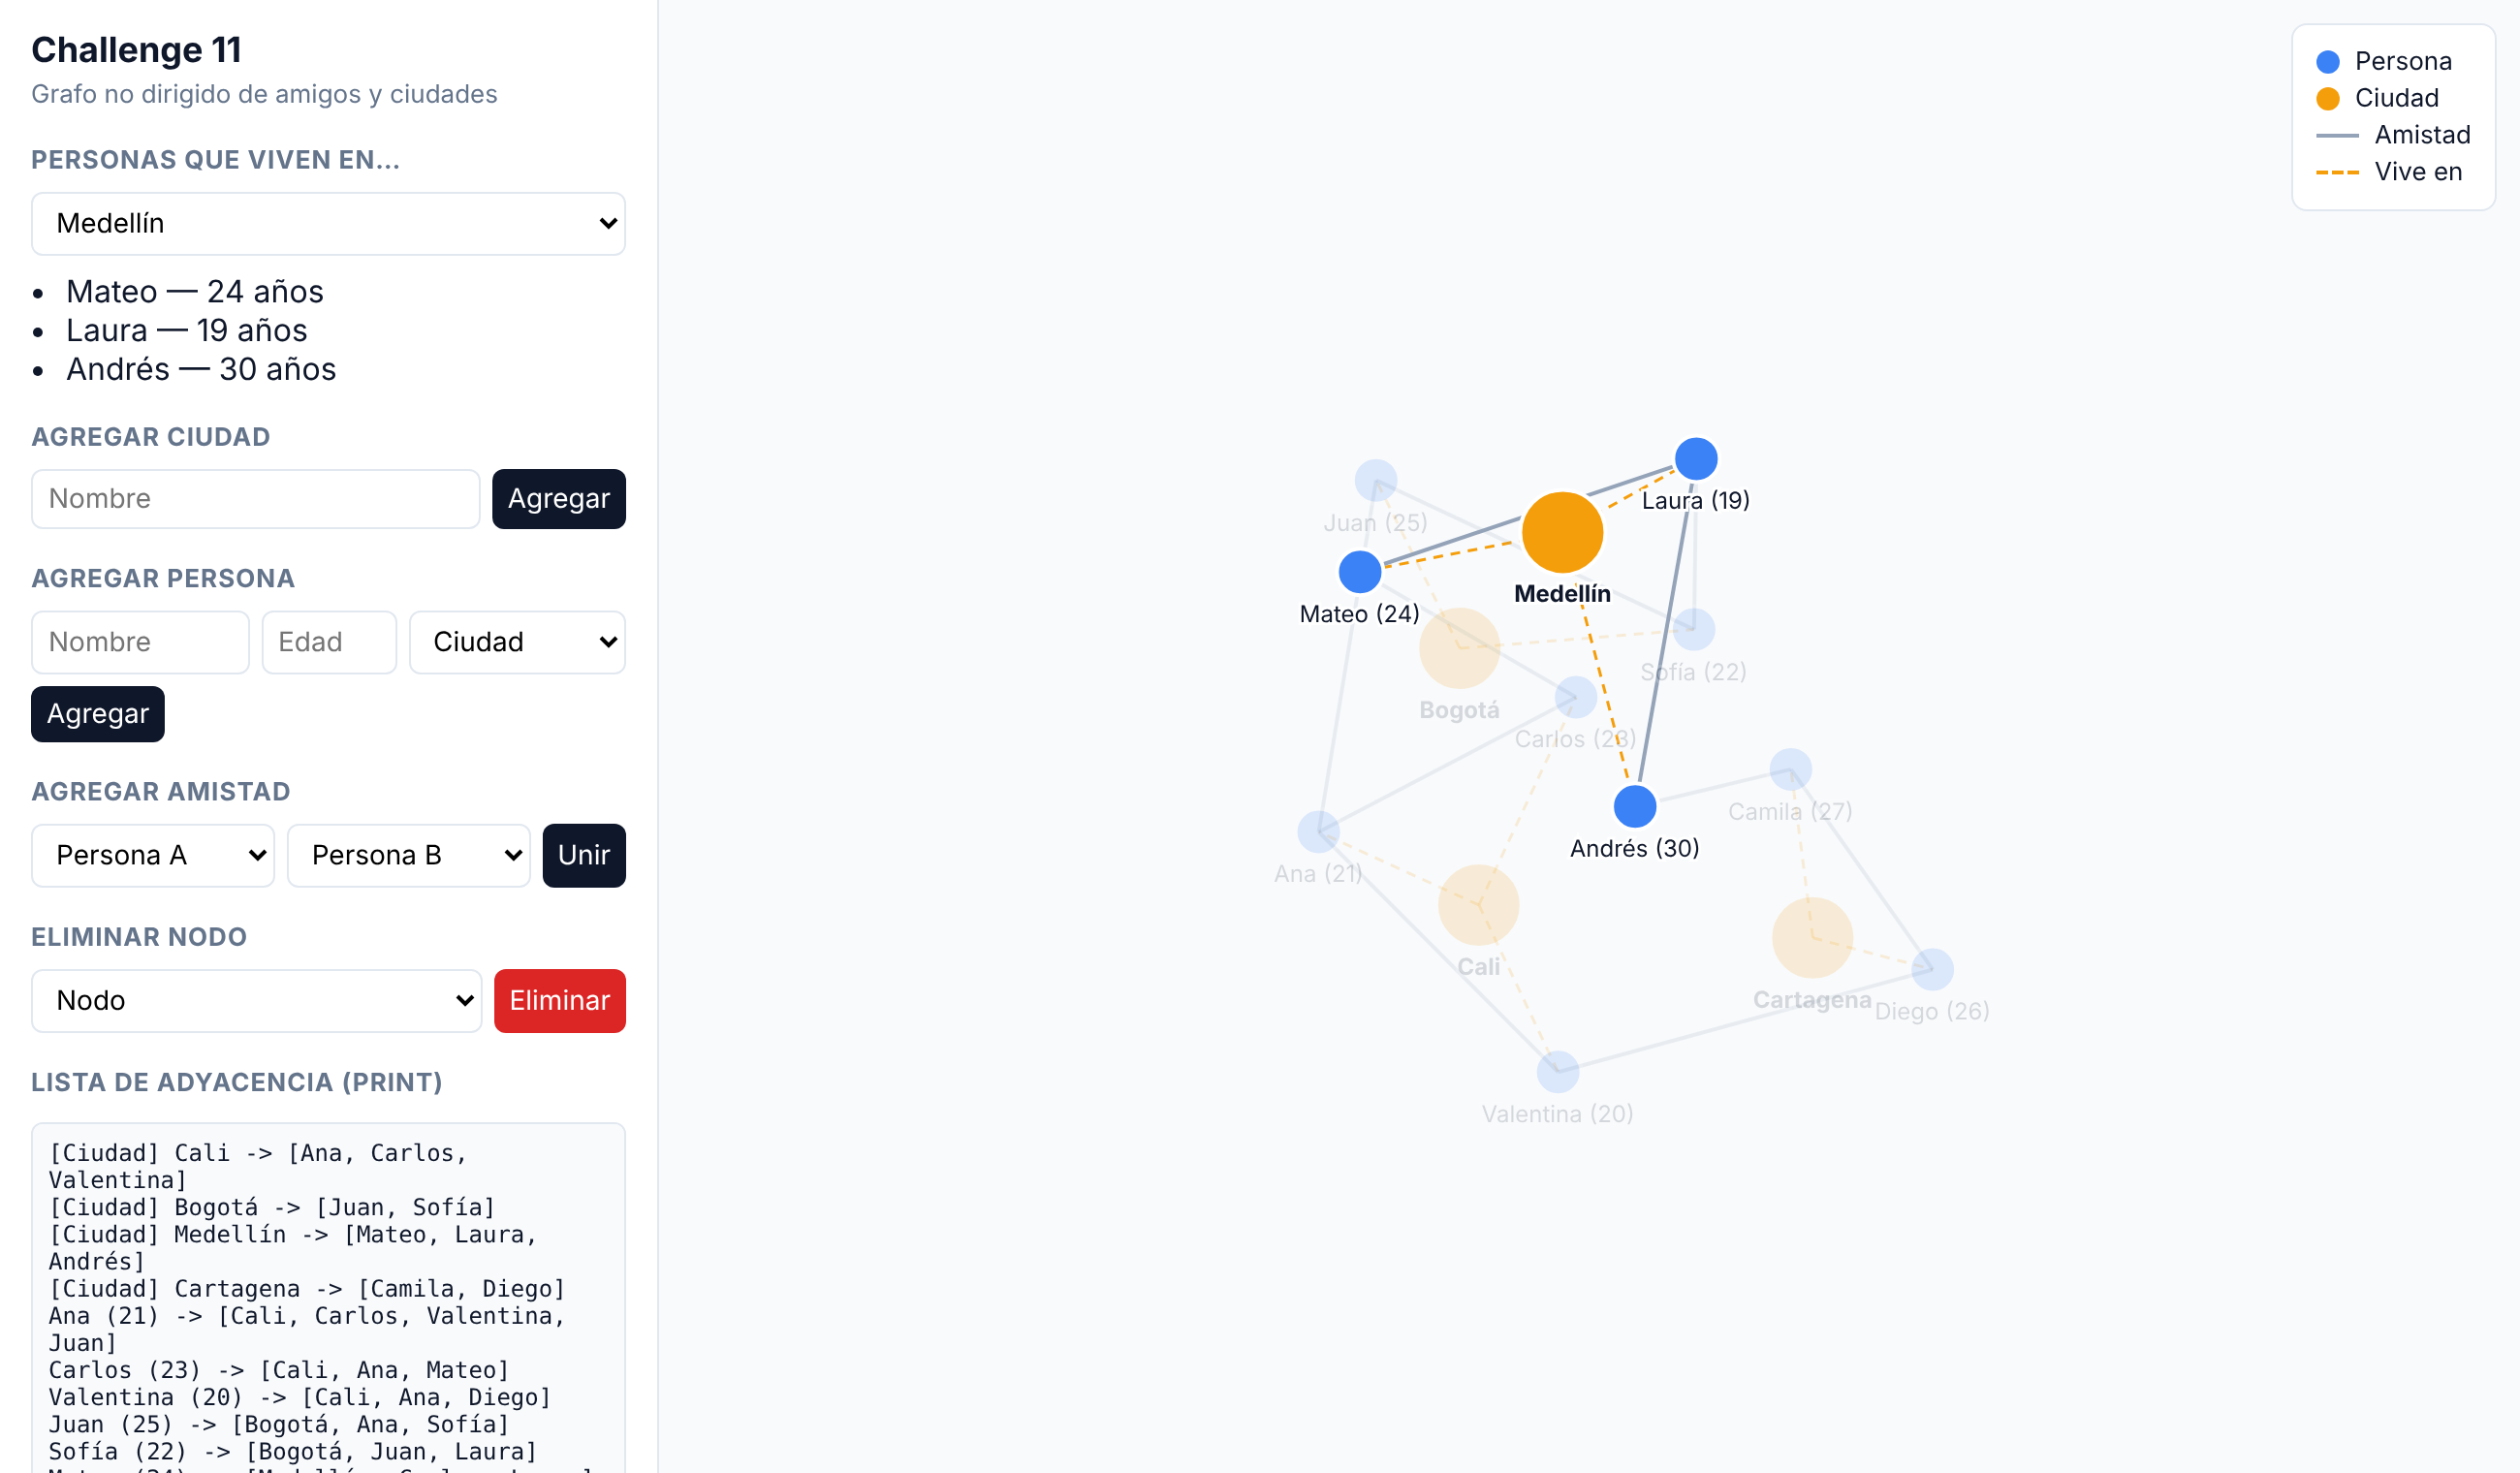 Challenge 11
Grafo no dirigido de amigos y ciudades
PERSONAS QUE VIVEN EN...
Medellín
• Mateo — 24 años
• Laura — 19 años
• Andrés — 30 años
AGREGAR CIUDAD
Nombre
Agregar
AGREGAR PERSONA
Nombre
Edad
Ciudad
Agregar
AGREGAR AMISTAD
Persona A
Persona B
Unir
ELIMINAR NODO
Nodo
Eliminar
LISTA DE ADYACENCIA (PRINT)
[Ciudad] Cali -> [Ana, Carlos,
Valentina]
[Ciudad] Bogotá -> [Juan, Sofía]
[Ciudad] Medellín -> [Mateo, Laura,
Andrés]
[Ciudad] Cartagena -> [Camila, Diego]
Ana (21) -> [Cali, Carlos, Valentina,
Juan]
Carlos (23) -> [Cali, Ana, Mateo]
Valentina (20) -> [Cali, Ana, Diego]
Juan (25) -> [Bogotá, Ana, Sofía]
Sofía (22) -> [Bogotá, Juan, Laura]
Persona
Ciudad
Amistad
Vive en
Laura (19)
Juan (25)
Medellín
Mateo (24)
Sofía (22)
Bogotá
Carlos (23)
Camila (27)
Andrés (30)
Ana (21)
Cali
Cartagena
Diego (26)
Valentina (20)